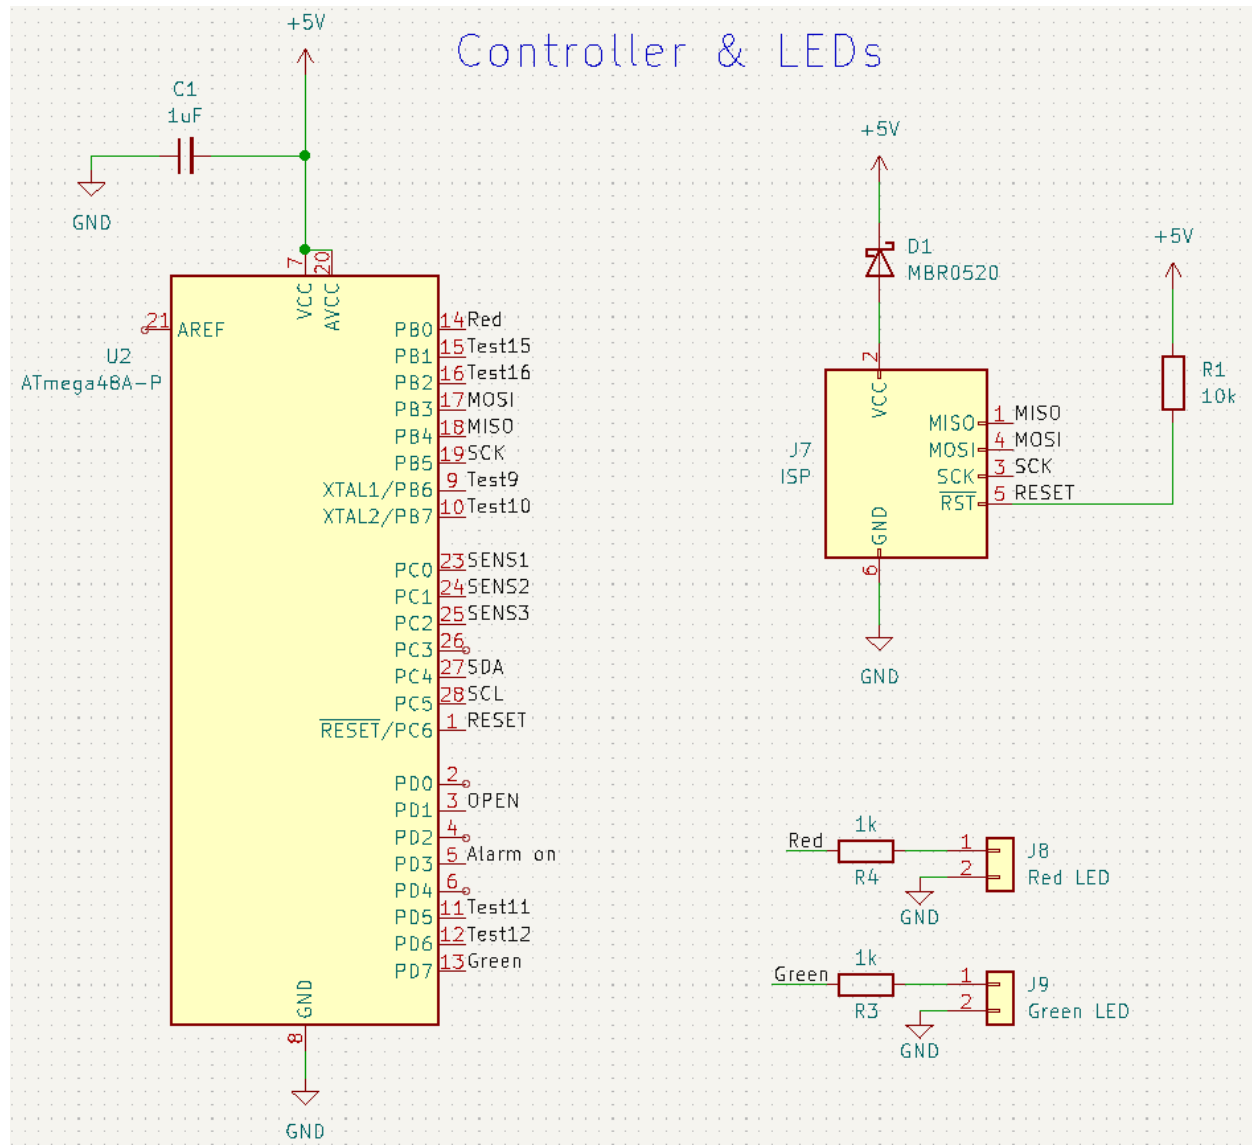 Controller & LEDs
+5V
C1
1uF
GND
7
20
VCC
AVCC
21
AREF
U2
ATmega48A-P
PB0 14 Red
PB1 15 Test15
PB2 16 Test16
PB3 17 MOSI
PB4 18 MISO
PB5 19 SCK
XTAL1/PB6 9 Test9
XTAL2/PB7 10 Test10
PC0 23 SENS1
PC1 24 SENS2
PC2 25 SENS3
PC3 26
PC4 27 SDA
PC5 28 SCL
RESET/PC6 1 RESET
PD0 2
PD1 3 OPEN
PD2 4
PD3 5 Alarm on
PD4 6
PD5 11 Test11
PD6 12 Test12
PD7 13 Green
GND
8
GND
+5V
D1
MBR0520
2
VCC
J7
ISP
MISO 1 MISO
MOSI 4 MOSI
SCK 3 SCK
RST 5 RESET
GND
6
GND
+5V
R1
10k
Red
1k
R4
1
2
GND
J8
Red LED
Green
1k
R3
1
2
GND
J9
Green LED